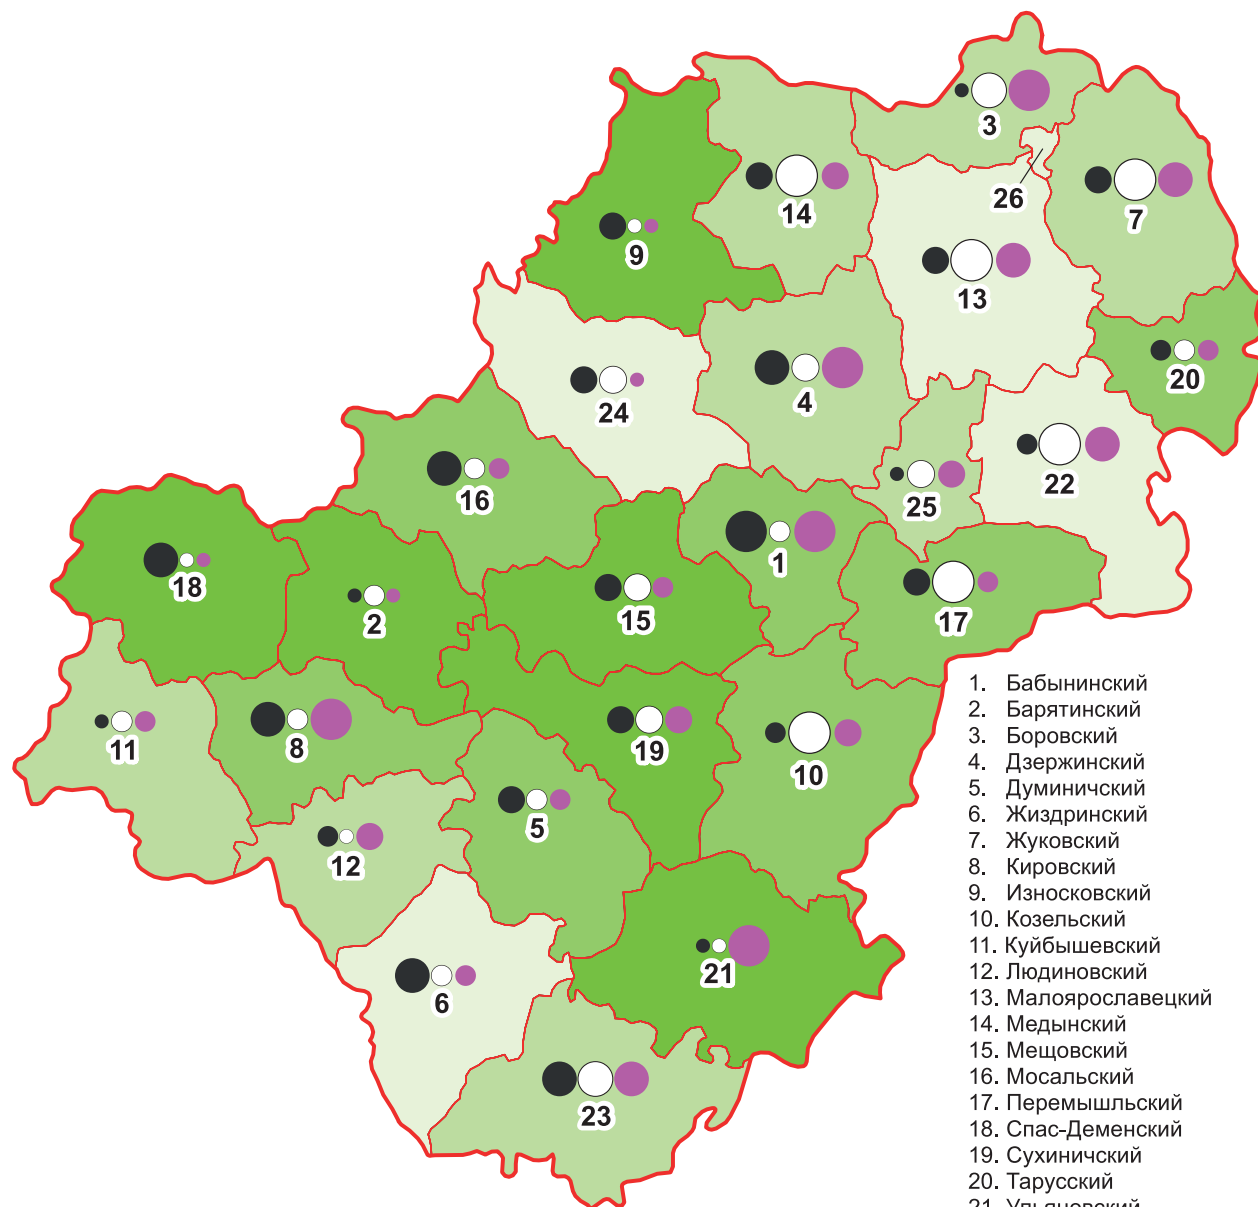 3
26
14
7
9
13
20
24
4
22
16
25
1
18
2
15
17
11
8
19
10
5
12
21
6
23
1. Бабынинский
2. Барятинский
3. Боровский
4. Дзержинский
5. Думиничский
6. Жиздринский
7. Жуковский
8. Кировский
9. Износковский
10. Козельский
11. Куйбышевский
12. Людиновский
13. Малоярославецкий
14. Медынский
15. Мещовский
16. Мосальский
17. Перемышльский
18. Спас-Деменский
19. Сухиничский
20. Тарусский
21. Ульяновский